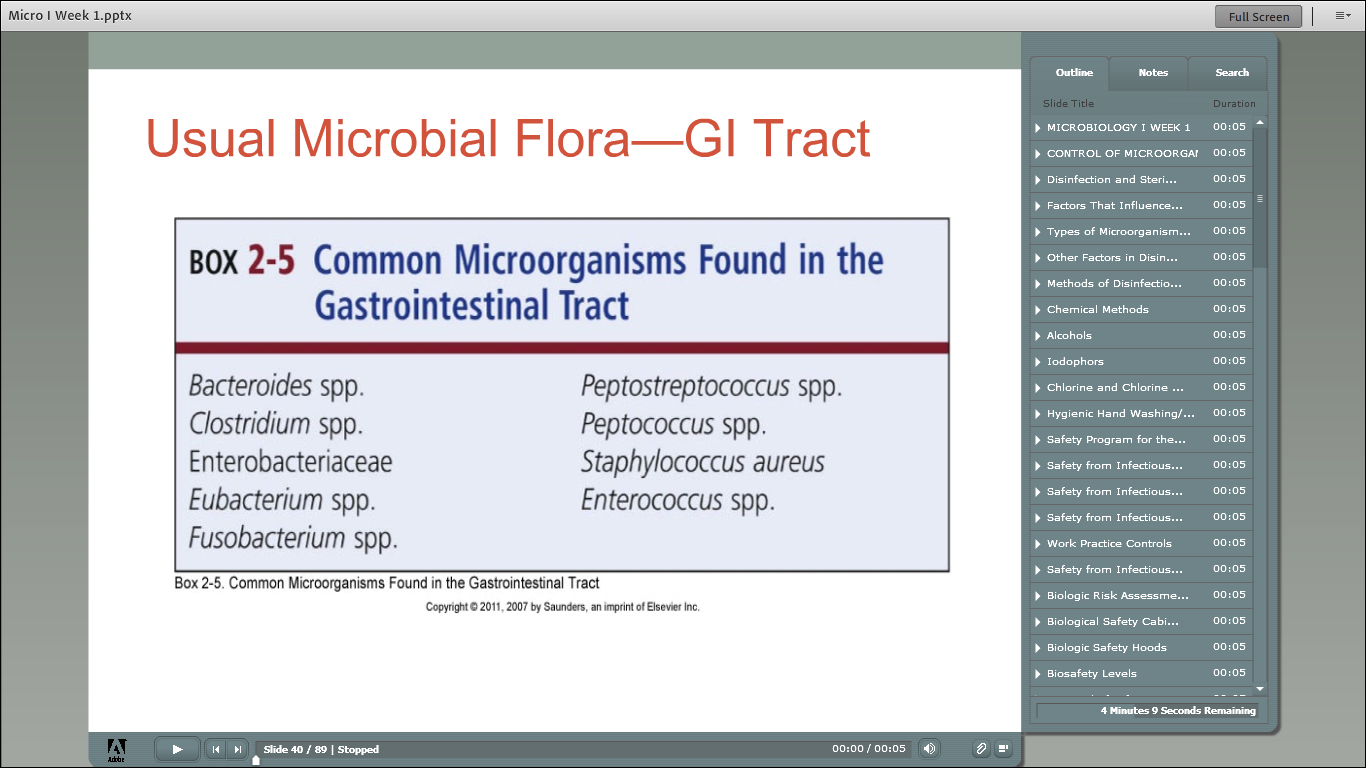 Micro I Week 1.pptx
Full Screen
Usual Microbial Flora—GI Tract
BOX 2-5 Common Microorganisms Found in the
Gastrointestinal Tract
Bacteroides spp.
Clostridium spp.
Enterobacteriaceae
Eubacterium spp.
Fusobacterium spp.
Peptostreptococcus spp.
Peptococcus spp.
Staphylococcus aureus
Enterococcus spp.
Box 2-5. Common Microorganisms Found in the Gastrointestinal Tract
Copyright © 2011, 2007 by Saunders, an imprint of Elsevier Inc.
Outline Notes Search
Slide Title Duration
MICROBIOLOGY I WEEK 1 00:05
CONTROL OF MICROORGAN 00:05
Disinfection and Steri... 00:05
Factors That Influence... 00:05
Types of Microorganism... 00:05
Other Factors in Disin... 00:05
Methods of Disinfectio... 00:05
Chemical Methods 00:05
Alcohols 00:05
Iodophors 00:05
Chlorine and Chlorine ... 00:05
Hygienic Hand Washing/... 00:05
Safety Program for the... 00:05
Safety from Infectious... 00:05
Safety from Infectious... 00:05
Safety from Infectious... 00:05
Work Practice Controls 00:05
Safety from Infectious... 00:05
Biologic Risk Assessme... 00:05
Biological Safety Cabi... 00:05
Biologic Safety Hoods 00:05
Biosafety Levels 00:05
4 Minutes 9 Seconds Remaining
Adobe
Slide 40 / 89 | Stopped
00:00 / 00:05